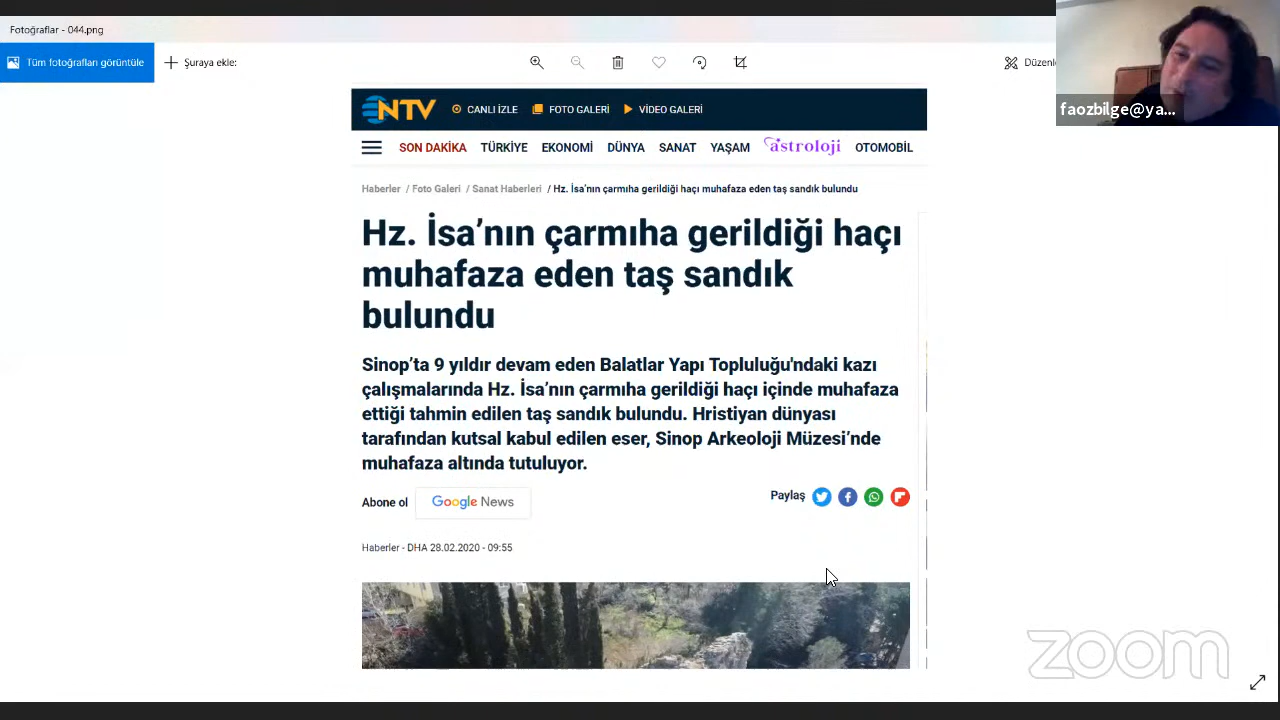 Fotoğraflar - 044.png
Tüm fotoğrafları görüntüle
Şuraya ekle:
Düzenle
faozbilge@ya...
NTV
CANLI İZLE FOTO GALERİ VİDEO GALERİ
SON DAKİKA TÜRKİYE EKONOMİ DÜNYA SANAT YAŞAM astroloji OTOMOBİL
Haberler / Foto Galeri / Sanat Haberleri / Hz. İsa’nın çarmıha gerildiği haçı muhafaza eden taş sandık bulundu
Hz. İsa’nın çarmıha gerildiği haçı
muhafaza eden taş sandık
bulundu
Sinop’ta 9 yıldır devam eden Balatlar Yapı Topluluğu'ndaki kazı
çalışmalarında Hz. İsa’nın çarmıha gerildiği haçı içinde muhafaza
ettiği tahmin edilen taş sandık bulundu. Hristiyan dünyası
tarafından kutsal kabul edilen eser, Sinop Arkeoloji Müzesi’nde
muhafaza altında tutuluyor.
Abone ol Google News
Paylaş
Haberler - DHA 28.02.2020 - 09:55
zoom